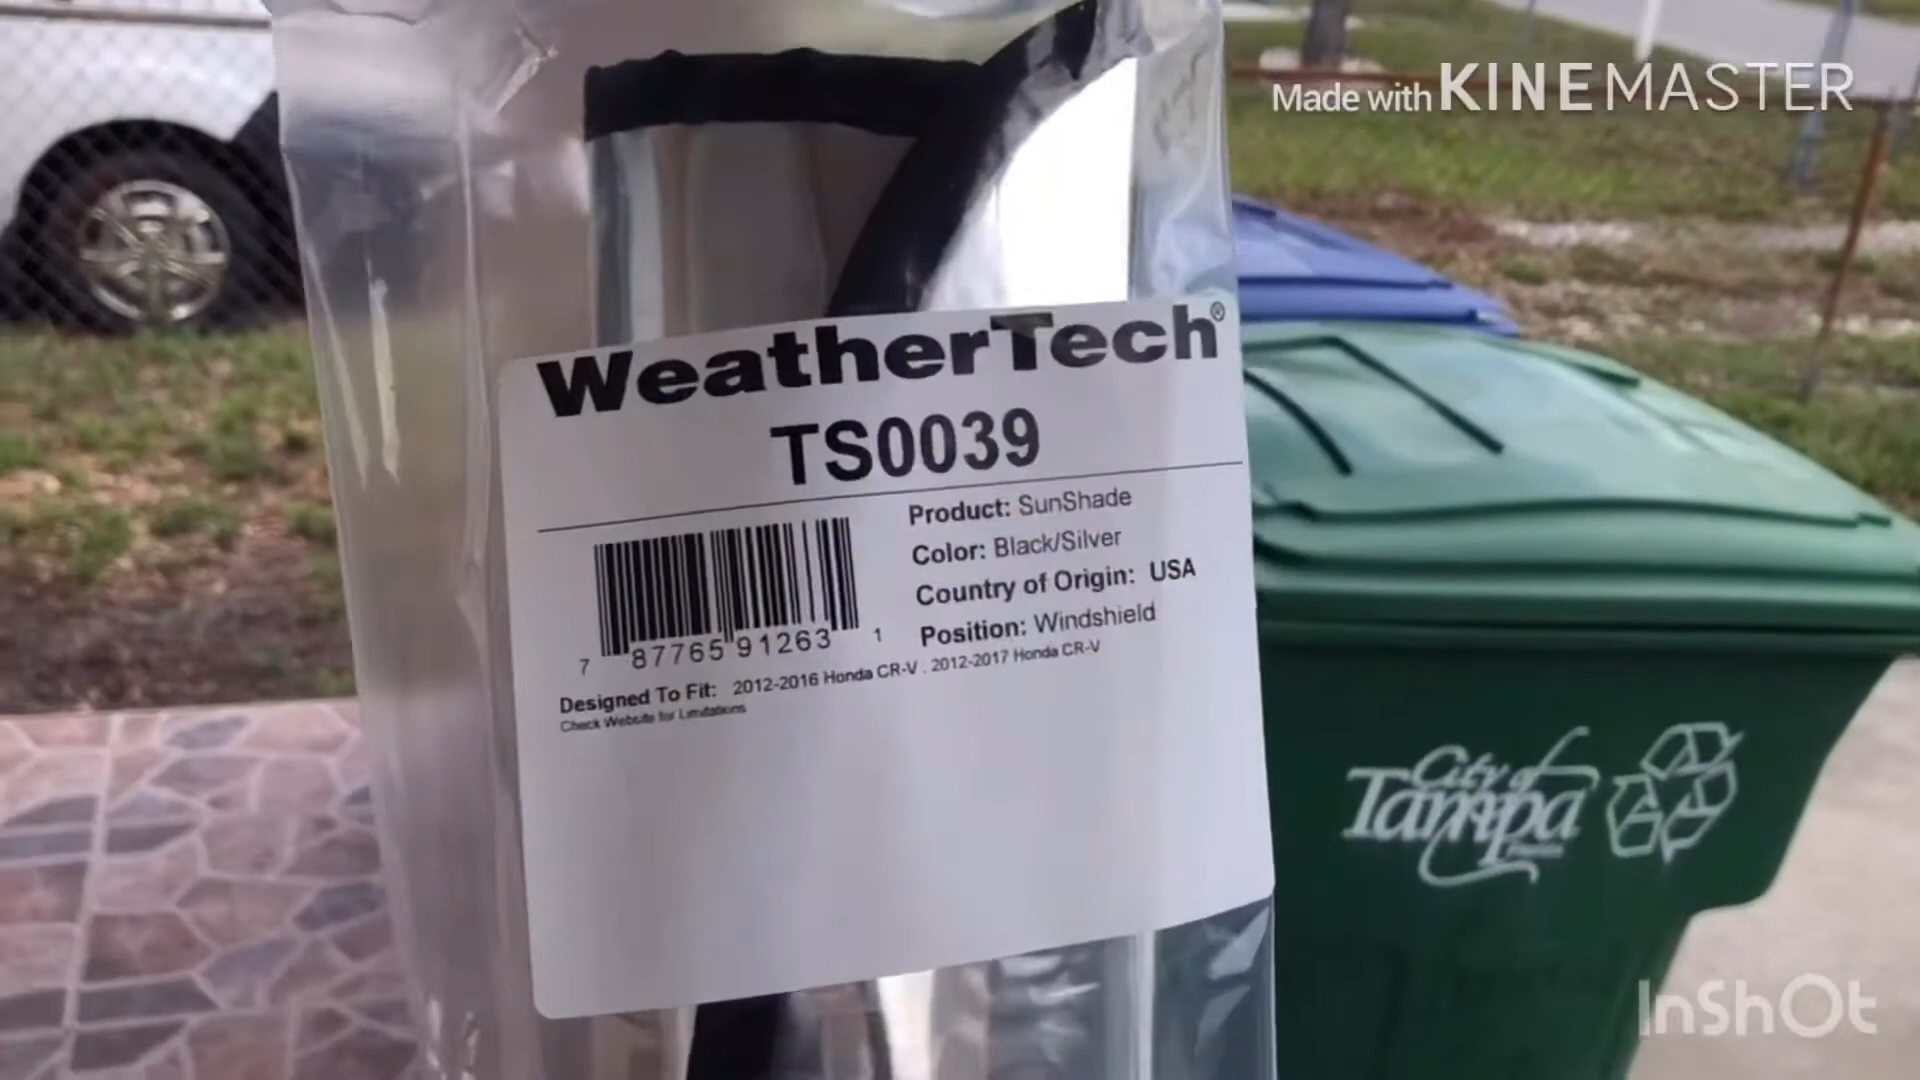 Made with KINEMASTER
WeatherTech®
TS0039
Product: SunShade
Color: Black/Silver
Country of Origin: USA
Position: Windshield
7 87765 91263 1
Designed To Fit: 2012-2016 Honda CR-V , 2012-2017 Honda CR-V
Check Website for Limitations
City of
Tampa
InShOt